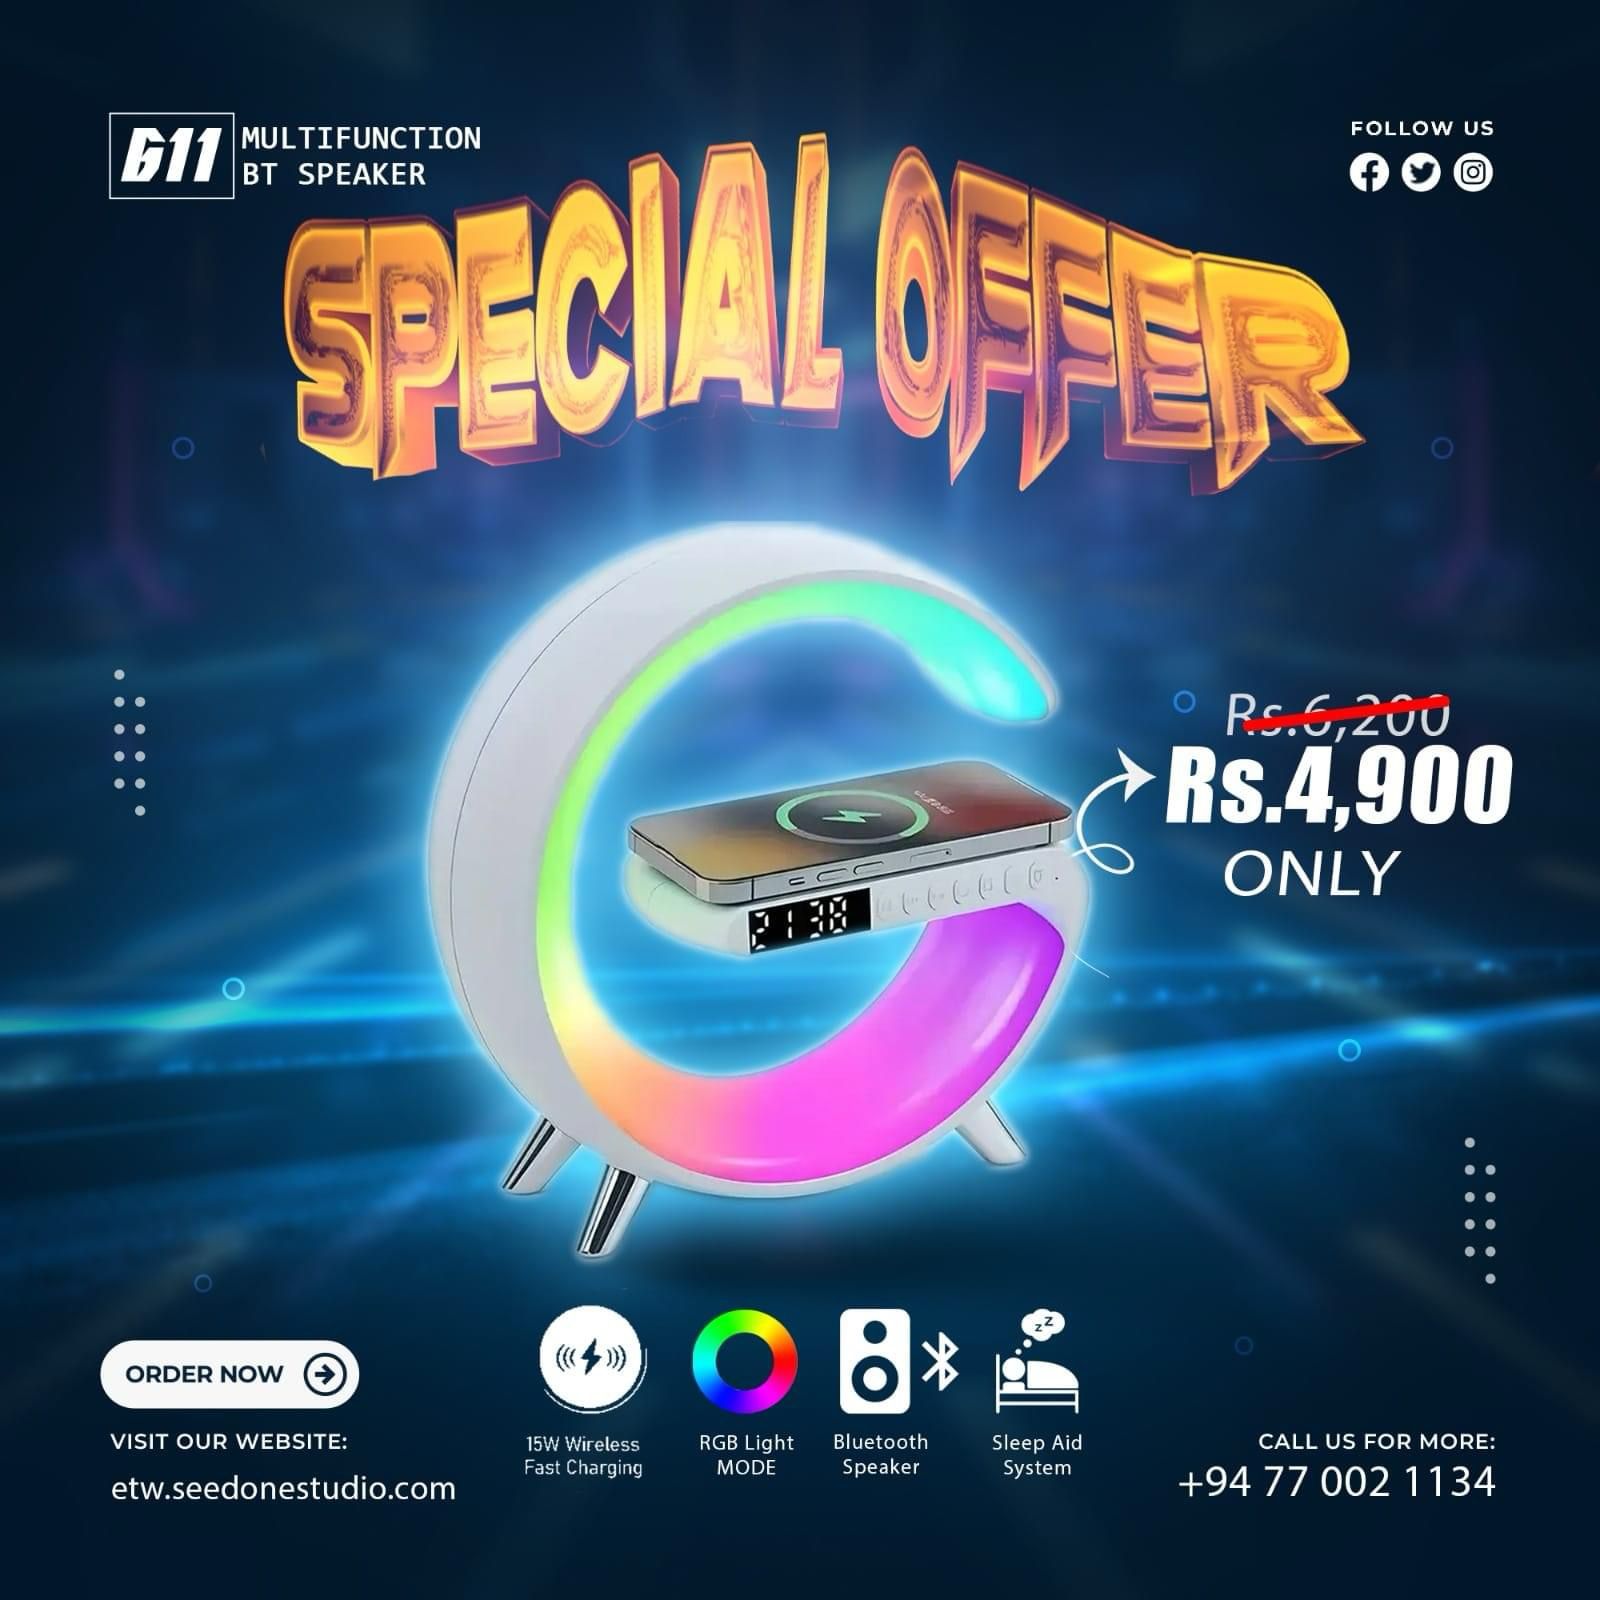 G11
MULTIFUNCTION
BT SPEAKER
FOLLOW US
SPECIAL OFFER
Rs.6,200
Rs.4,900
ONLY
2138
ORDER NOW
VISIT OUR WEBSITE:
etw.seedonestudio.com
15W Wireless
Fast Charging
RGB Light
MODE
Bluetooth
Speaker
zz
Sleep Aid
System
CALL US FOR MORE:
+94 77 002 1134